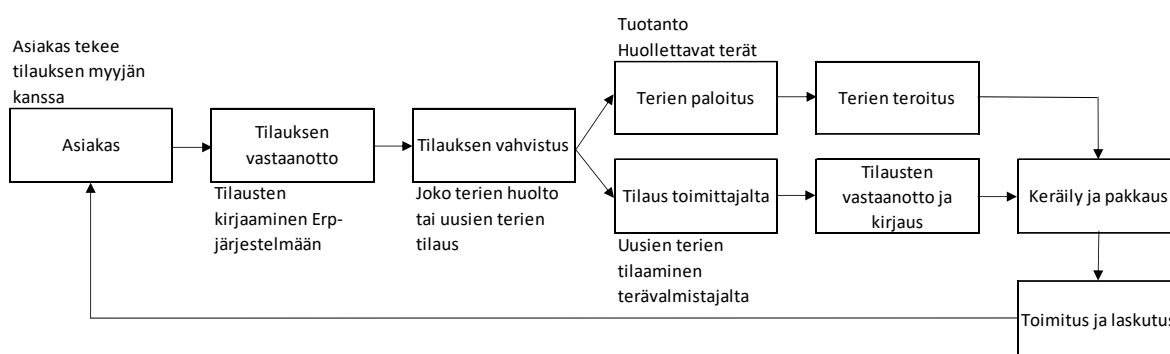 Asiakas tekee
tilauksen myyjän
kanssa
Asiakas
Tilauksen
vastaanotto
Tilausten
kirjaaminen Erp-
järjestelmään
Tilauksen vahvistus
Joko terien huolto
tai uusien terien
tilaus
Tuotanto
Huollettavat terät
Terien paloitus
Terien teroitus
Tilaus toimittajalta
Uusien terien
tilaaminen
terävalmistajalta
Tilausten
vastaanotto ja
kirjaus
Keräily ja pakkaus
Toimitus ja laskutus